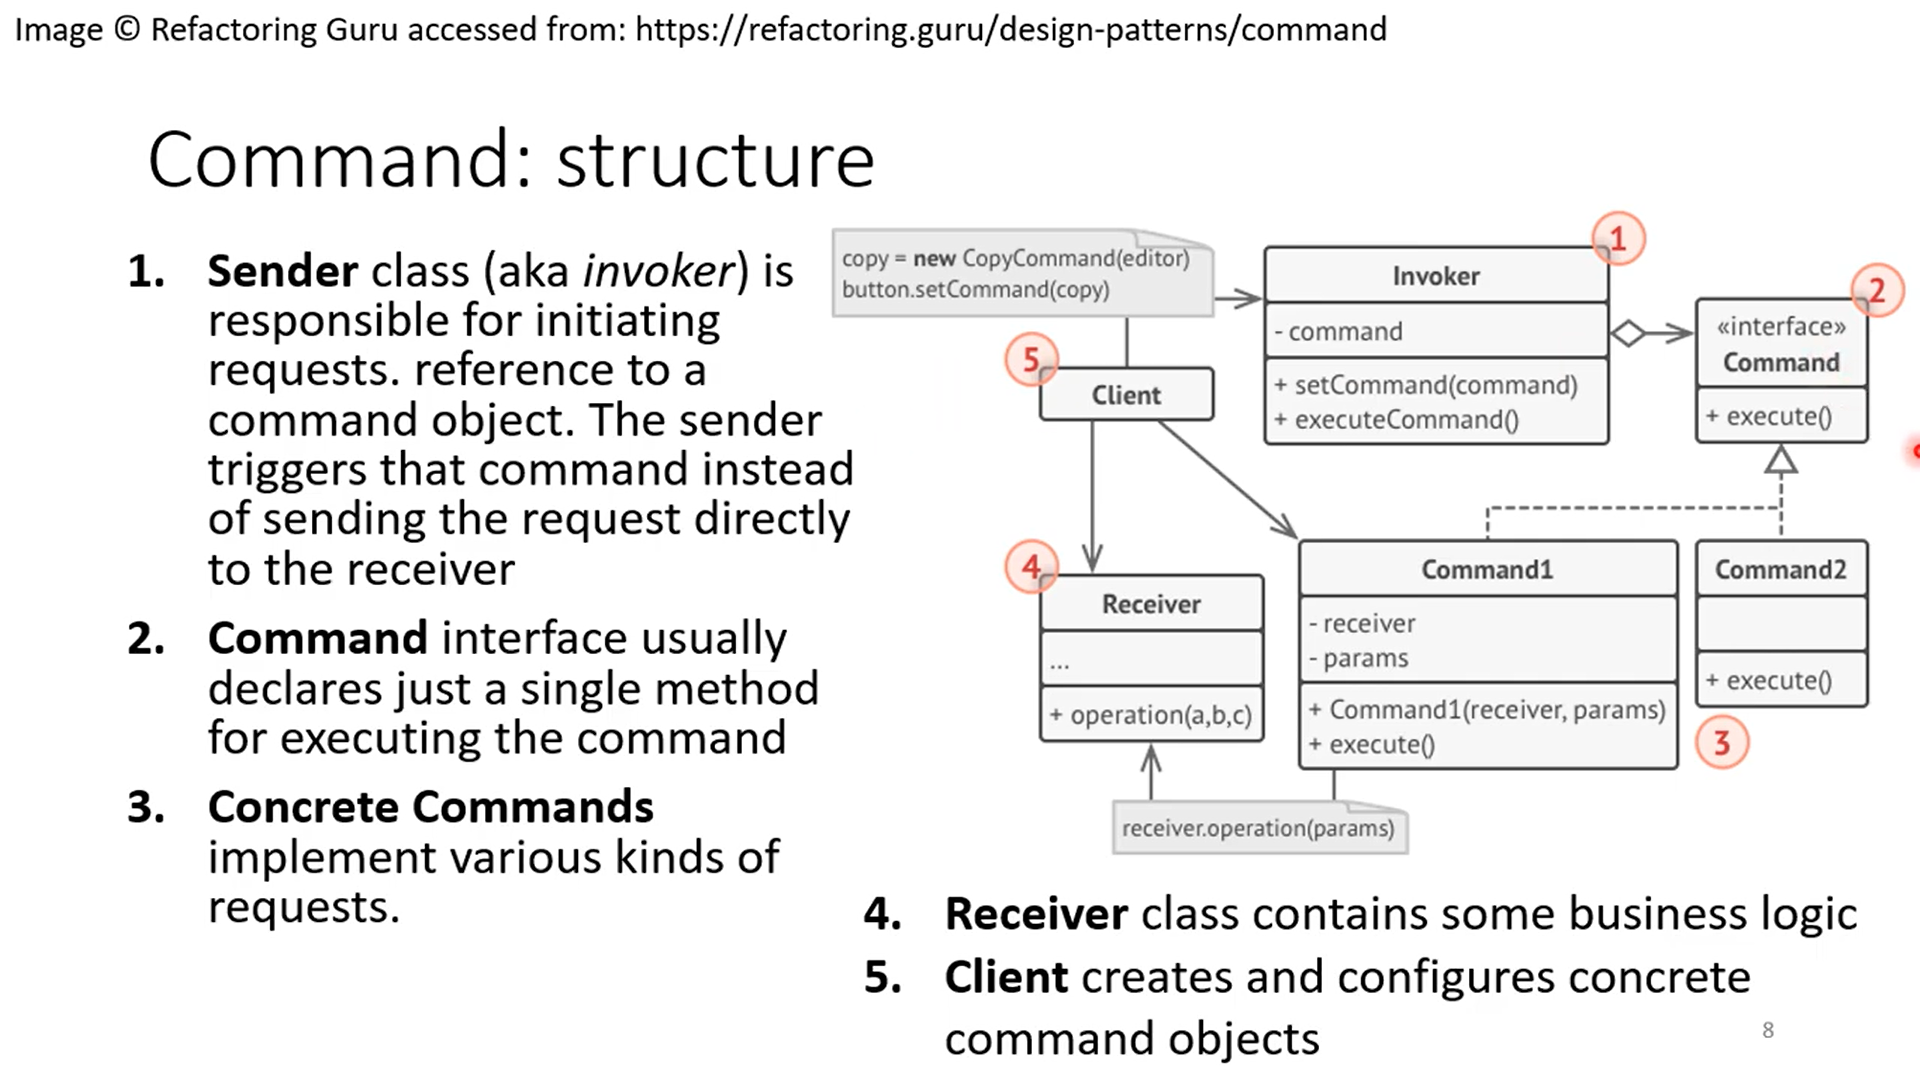 Image © Refactoring Guru accessed from: https://refactoring.guru/design-patterns/command
Command: structure
1. Sender class (aka invoker) is
responsible for initiating
requests. reference to a
command object. The sender
triggers that command instead
of sending the request directly
to the receiver
2. Command interface usually
declares just a single method
for executing the command
3. Concrete Commands
implement various kinds of
requests.
copy = new CopyCommand(editor)
button.setCommand(copy)
1
Invoker
- command
+ setCommand(command)
+ executeCommand()
2
«interface»
Command
+ execute()
5
Client
4
Receiver
...
+ operation(a,b,c)
Command1
- receiver
- params
+ Command1(receiver, params)
+ execute()
Command2
+ execute()
3
receiver.operation(params)
4. Receiver class contains some business logic
5. Client creates and configures concrete
command objects
8